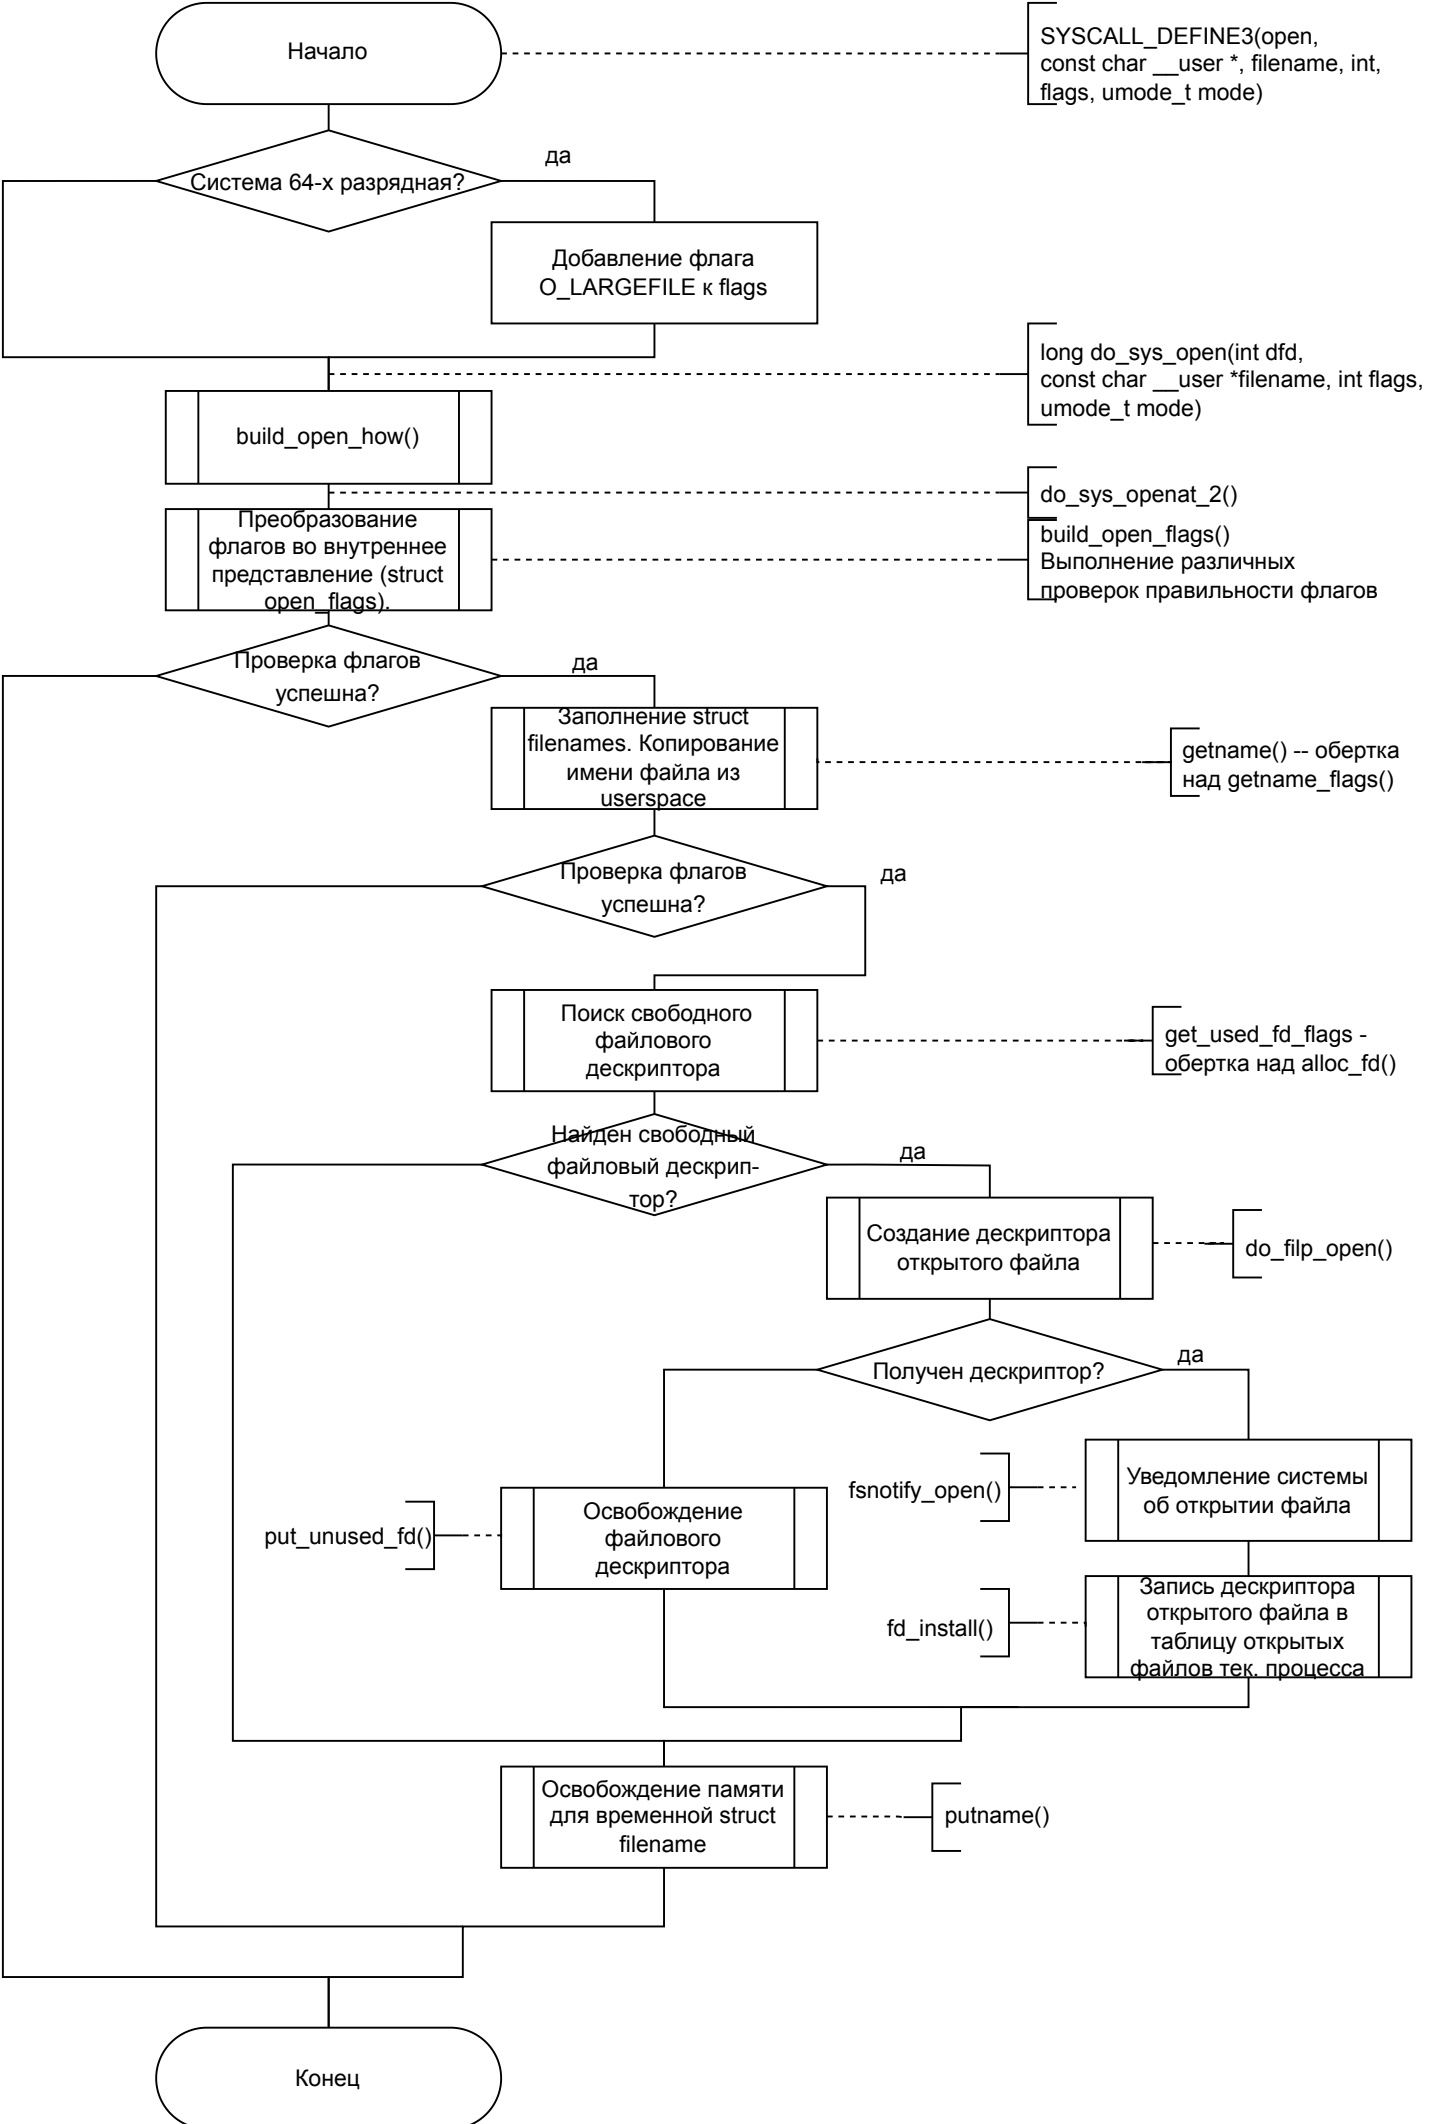 Начало
SYSCALL_DEFINE3(open,
const char __user *, filename, int,
flags, umode_t mode)
да
Система 64-х разрядная?
Добавление флага
O_LARGEFILE к flags
long do_sys_open(int dfd,
const char __user *filename, int flags,
umode_t mode)
build_open_how()
do_sys_openat_2()
Преобразование
флагов во внутреннее
представление (struct
open_flags).
build_open_flags()
Выполнение различных
проверок правильности флагов
Проверка флагов
успешна?
да
Заполнение struct
filenames. Копирование
имени файла из
userspace
getname() -- обертка
над getname_flags()
Проверка флагов
успешна?
да
Поиск свободного
файлового
дескриптора
get_used_fd_flags -
обертка над alloc_fd()
Найден свободный
файловый дескрип-
тор?
да
Создание дескриптора
открытого файла
do_filp_open()
Получен дескриптор?
да
fsnotify_open()
Уведомление системы
об открытии файла
put_unused_fd()
Освобождение
файлового
дескриптора
fd_install()
Запись дескриптора
открытого файла в
таблицу открытых
файлов тек. процесса
Освобождение памяти
для временной struct
filename
putname()
Конец